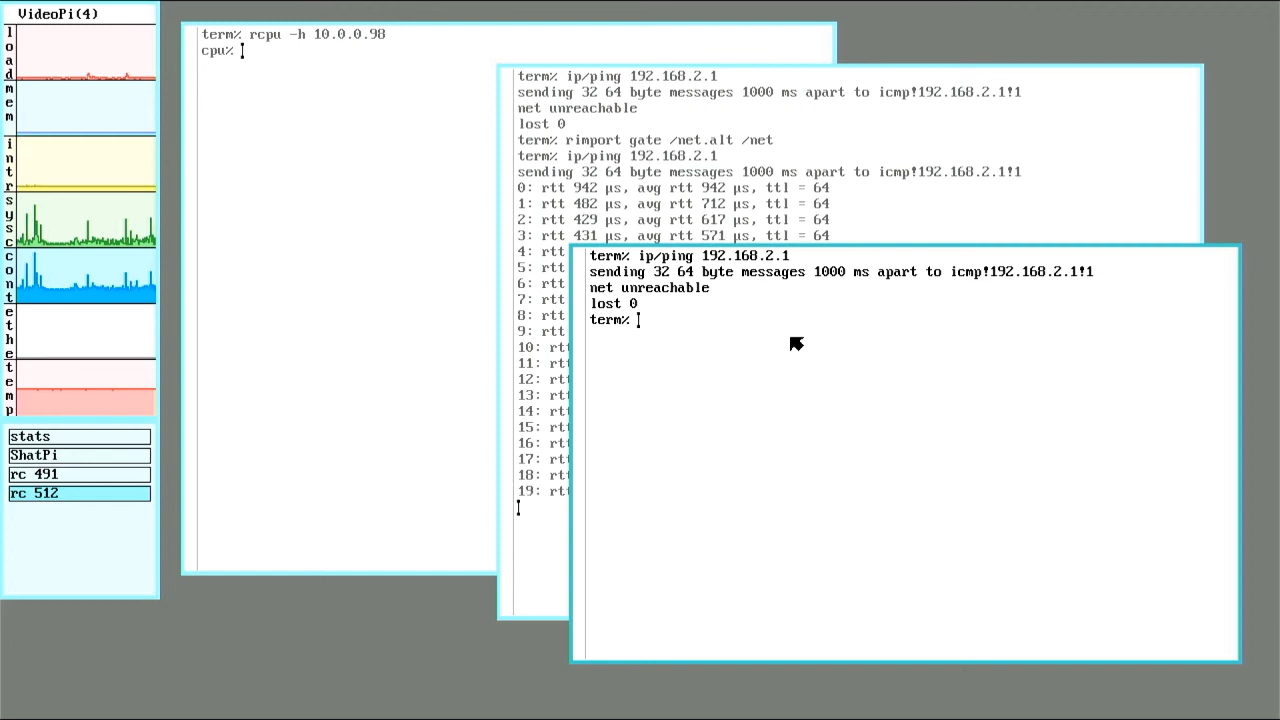 VideoPi(4)
load
mem
intr
sysc
cont
ethe
temp
stats
ShatPi
rc 491
rc 512
term% rcpu -h 10.0.0.98
cpu%
term% ip/ping 192.168.2.1
sending 32 64 byte messages 1000 ms apart to icmp!192.168.2.1!1
net unreachable
lost 0
term% rimport gate /net.alt /net
term% ip/ping 192.168.2.1
sending 32 64 byte messages 1000 ms apart to icmp!192.168.2.1!1
0: rtt 942 µs, avg rtt 942 µs, ttl = 64
1: rtt 482 µs, avg rtt 712 µs, ttl = 64
2: rtt 429 µs, avg rtt 617 µs, ttl = 64
3: rtt 431 µs, avg rtt 571 µs, ttl = 64
4: rtt
5: rtt
6: rtt
7: rtt
8: rtt
9: rtt
10: rtt
11: rtt
12: rtt
13: rtt
14: rtt
15: rtt
16: rtt
17: rtt
18: rtt
19: rtt
term% ip/ping 192.168.2.1
sending 32 64 byte messages 1000 ms apart to icmp!192.168.2.1!1
net unreachable
lost 0
term%